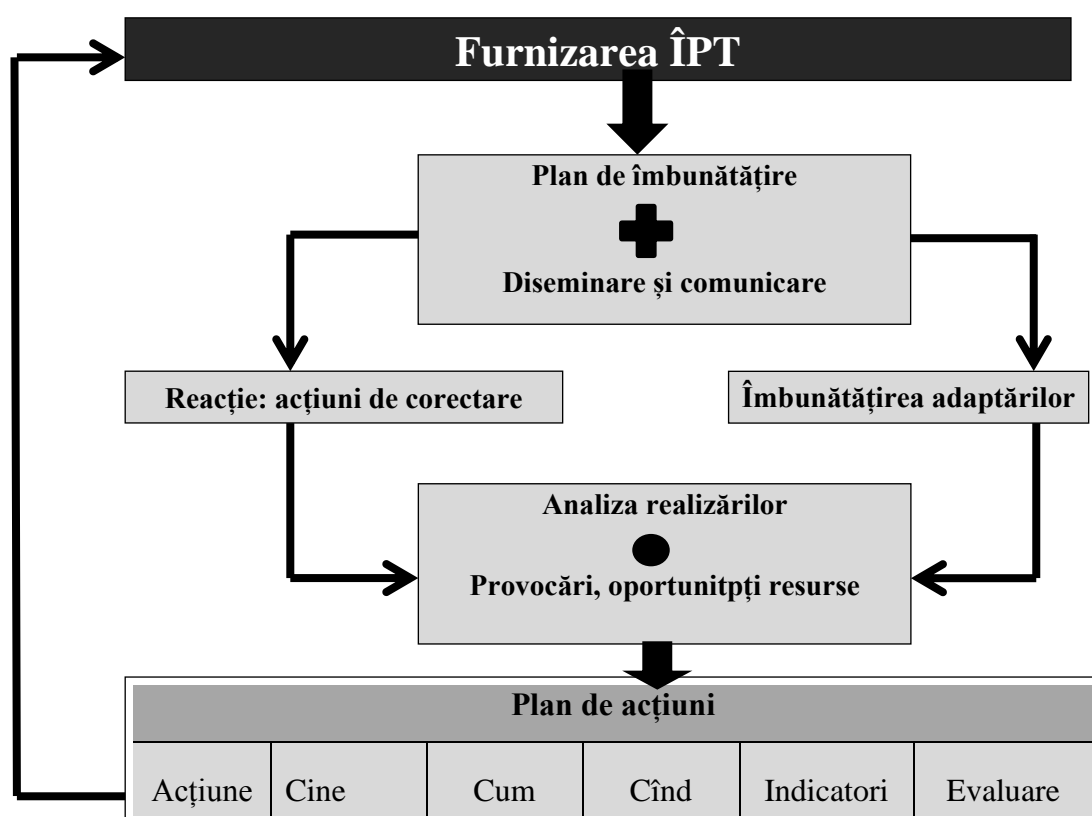 Furnizarea ÎPT
Plan de îmbunătățire
Diseminare și comunicare
Reacție: acțiuni de corectare
Îmbunătățirea adaptărilor
Analiza realizărilor
Provocări, oportunitpți resurse
Plan de acțiuni
Acțiune Cine Cum Cînd Indicatori Evaluare